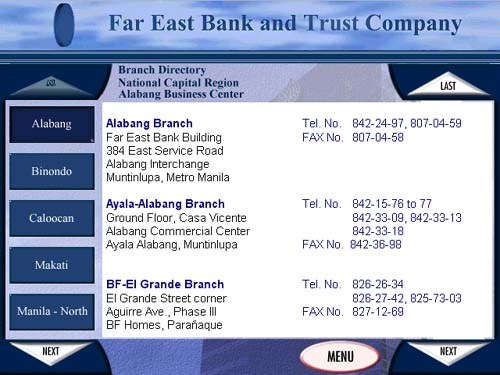 Far East Bank and Trust Company
LAST
Branch Directory
National Capital Region
Alabang Business Center
LAST
Alabang
Binondo
Caloocan
Makati
Manila - North
NEXT
Alabang Branch Tel. No. 842-24-97, 807-04-59
Far East Bank Building FAX No. 807-04-58
384 East Service Road
Alabang Interchange
Muntinlupa, Metro Manila
Ayala-Alabang Branch Tel. No. 842-15-76 to 77
Ground Floor, Casa Vicente 842-33-09, 842-33-13
Alabang Commercial Center 842-33-18
Ayala Alabang, Muntinlupa FAX No. 842-36-98
BF-El Grande Branch Tel. No. 826-26-34
El Grande Street corner 826-27-42, 825-73-03
Aguirre Ave., Phase III FAX No. 827-12-69
BF Homes, Parañaque
MENU
NEXT